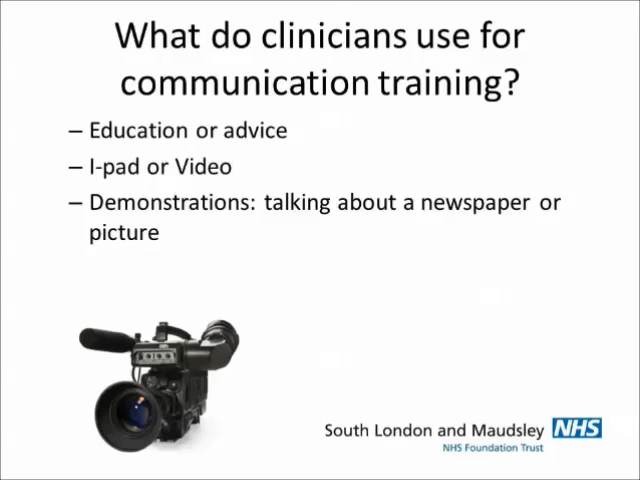 What do clinicians use for
communication training?
– Education or advice
– I-pad or Video
– Demonstrations: talking about a newspaper or
picture
South London and Maudsley NHS
NHS Foundation Trust